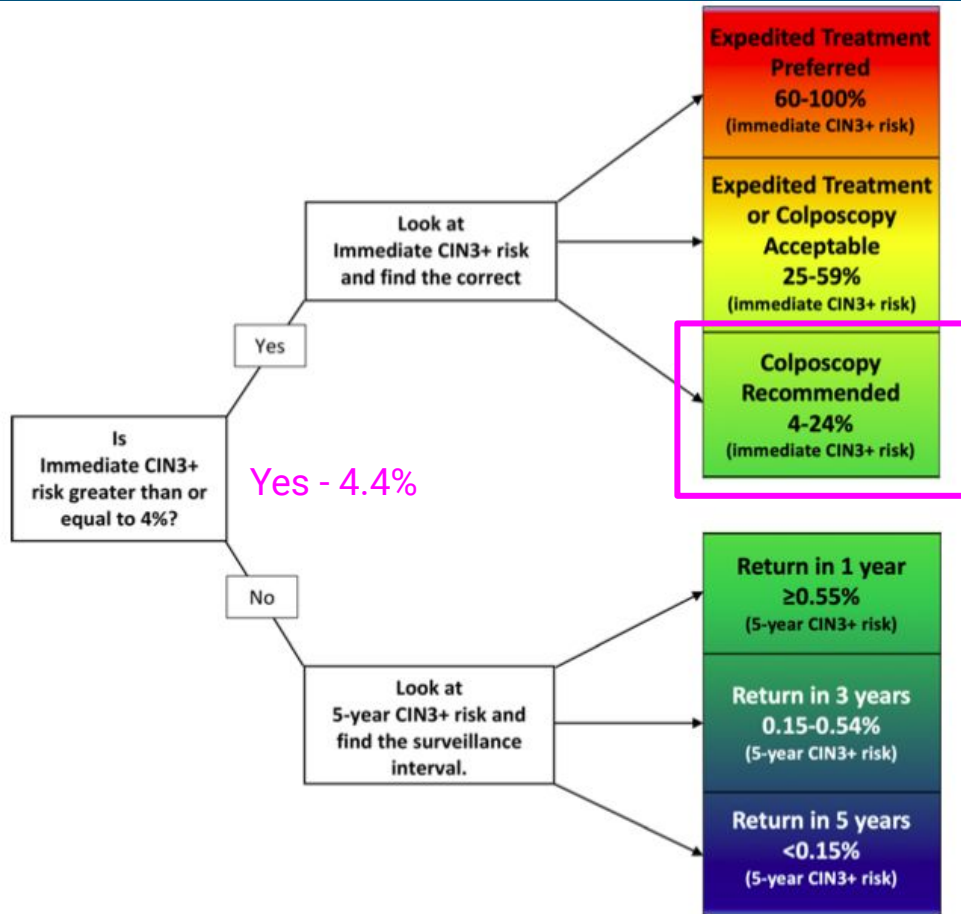 Expedited Treatment
Preferred
60-100%
(immediate CIN3+ risk)
Expedited Treatment
or Colposcopy
Acceptable
25-59%
(immediate CIN3+ risk)
Colposcopy
Recommended
4-24%
(immediate CIN3+ risk)
Look at
Immediate CIN3+ risk
and find the correct
Yes
Is
Immediate CIN3+
risk greater than or
equal to 4%?
Yes - 4.4%
No
Look at
5-year CIN3+ risk and
find the surveillance
interval.
Return in 1 year
≥0.55%
(5-year CIN3+ risk)
Return in 3 years
0.15-0.54%
(5-year CIN3+ risk)
Return in 5 years
<0.15%
(5-year CIN3+ risk)